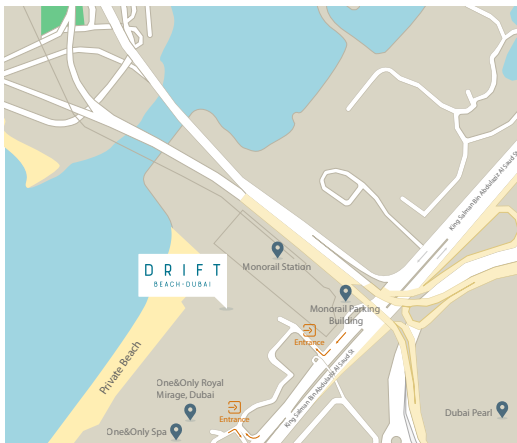 King Salman Bin Abdulaziz Al Saud St
Monorail Station
DRIFT
BEACH·DUBAI
Monorail Parking
Building
Entrance
Private Beach
King Salman Bin Abdulaziz Al Saud St
One&Only Royal
Mirage, Dubai
Entrance
One&Only Spa
Dubai Pearl